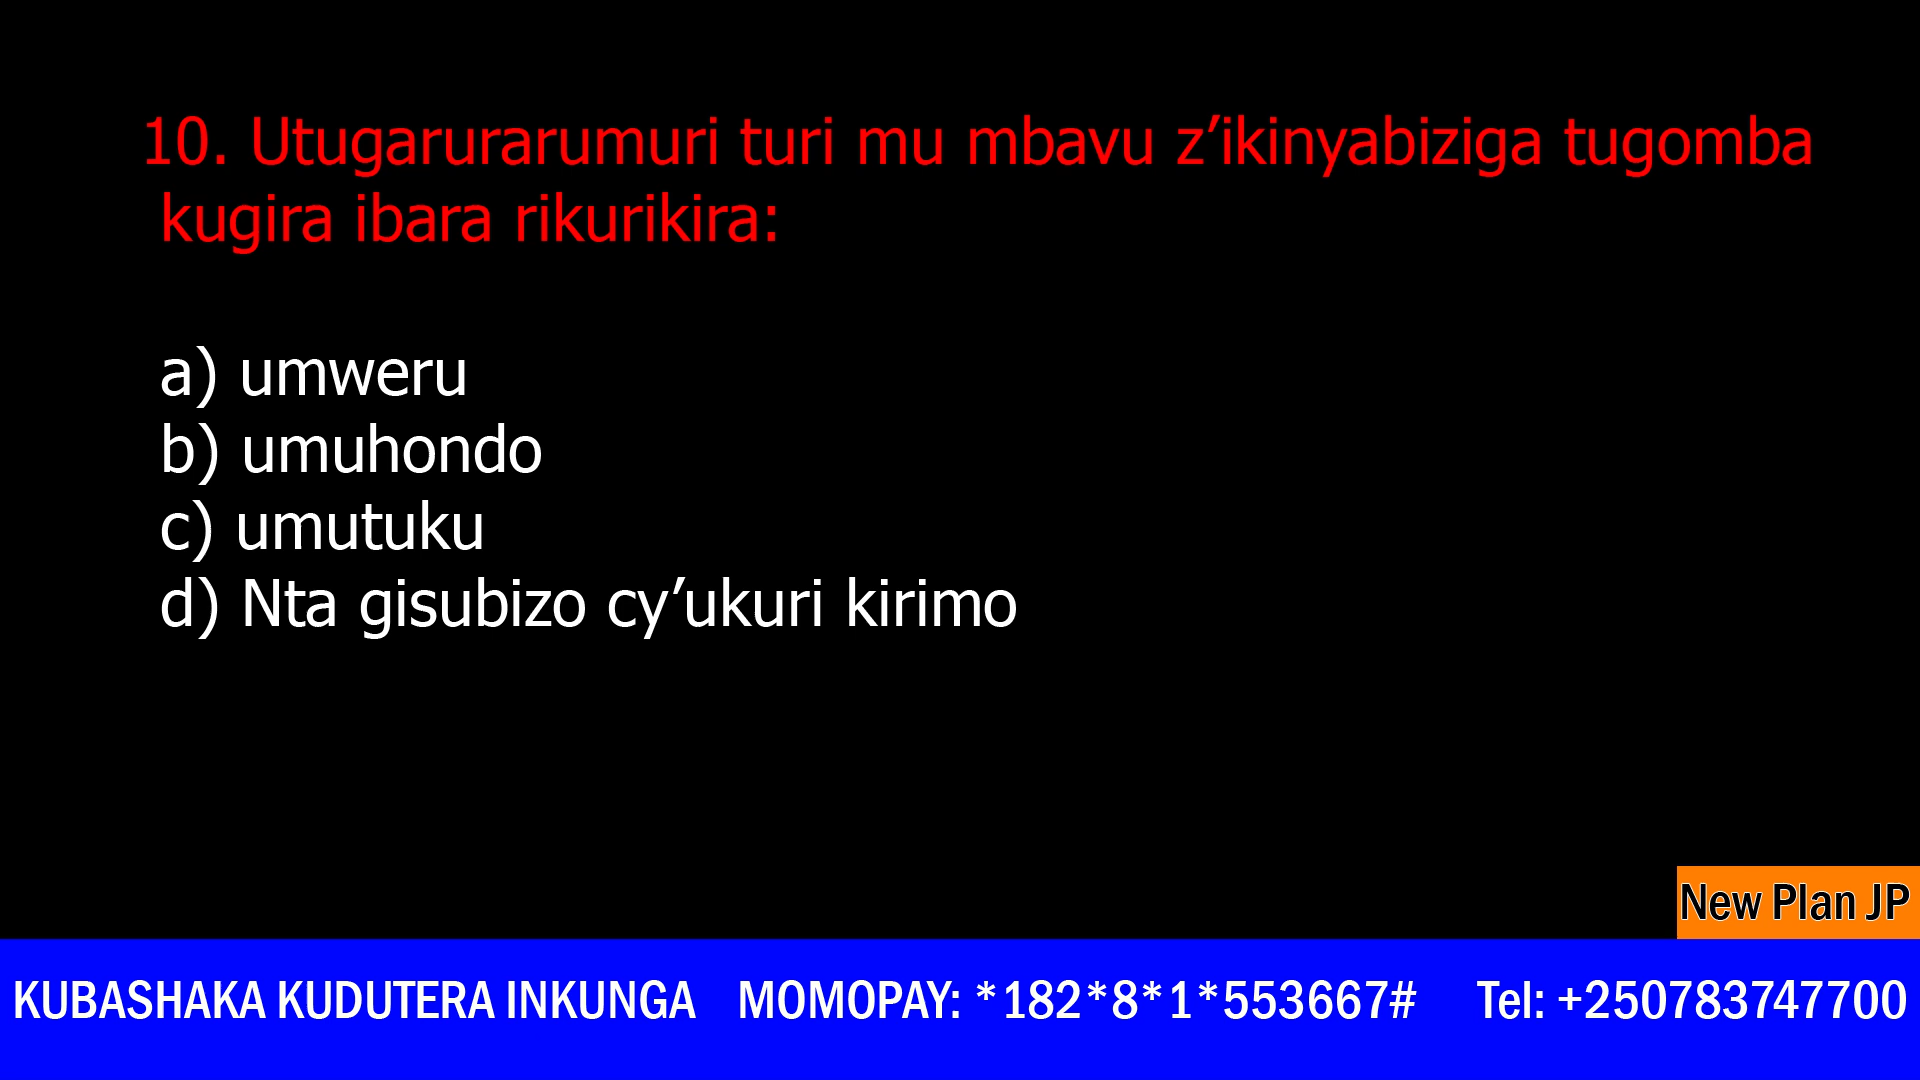 10. Utugarurarumuri turi mu mbavu z’ikinyabiziga tugomba
kugira ibara rikurikira:
a) umweru
b) umuhondo
c) umutuku
d) Nta gisubizo cy’ukuri kirimo
New Plan JP
KUBASHAKA KUDUTERA INKUNGA MOMOPAY: *182*8*1*553667# Tel: +250783747700